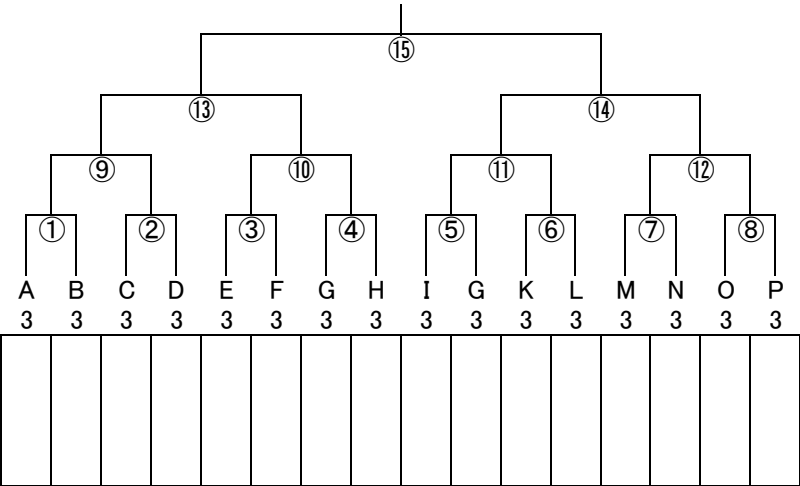 ⑮
⑬ ⑭
⑨ ⑩ ⑪ ⑫
① ② ③ ④ ⑤ ⑥ ⑦ ⑧
A B C D E F G H I G K L M N O P
3 3 3 3 3 3 3 3 3 3 3 3 3 3 3 3